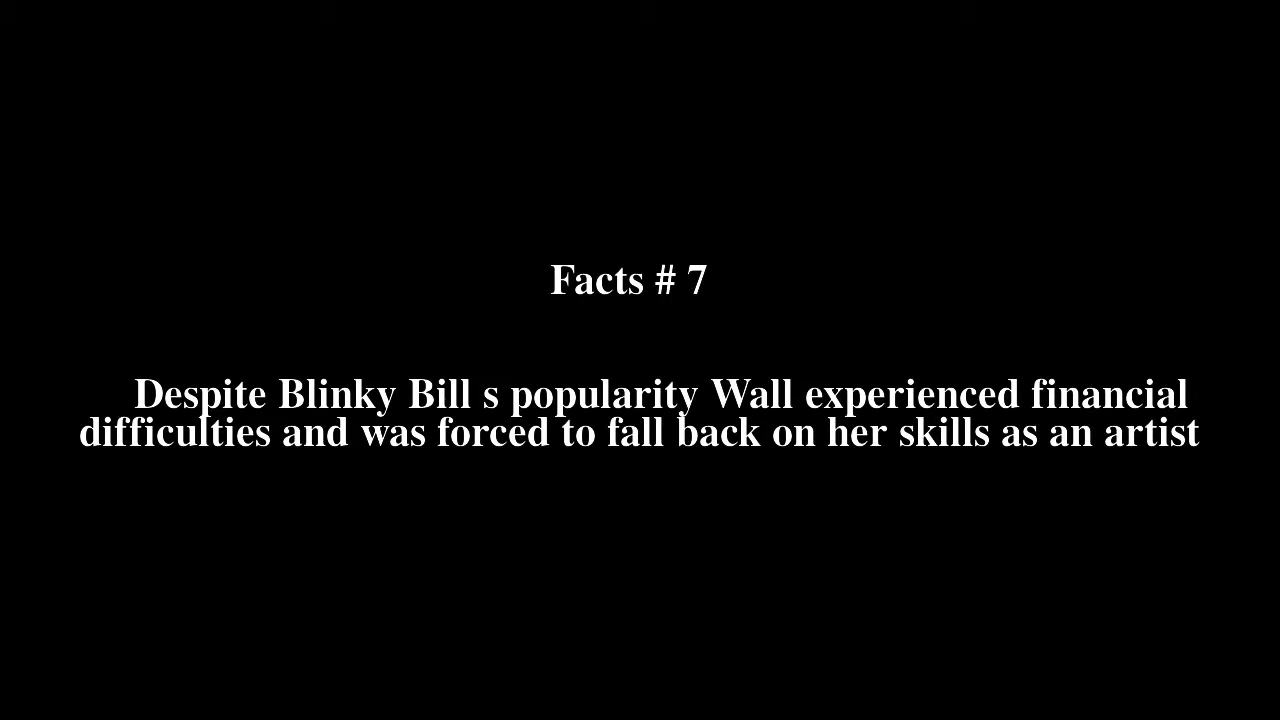 Facts # 7
Despite Blinky Bill s popularity Wall experienced financial
difficulties and was forced to fall back on her skills as an artist